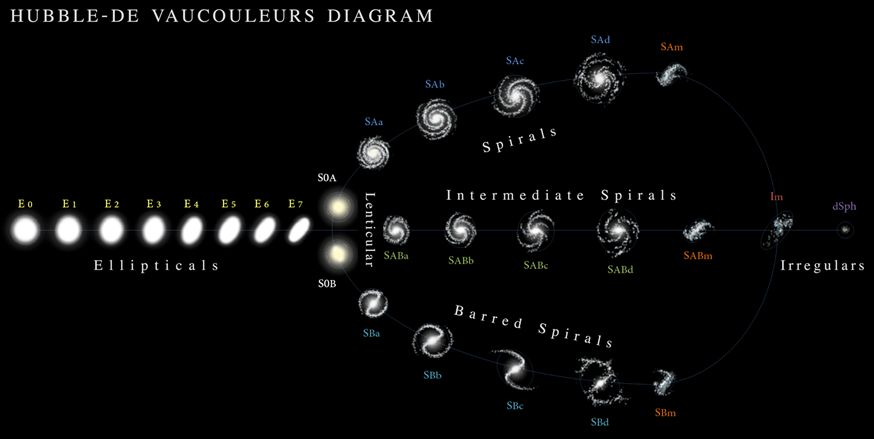 HUBBLE-DE VAUCOULEURS DIAGRAM
SAa
SAb
SAc
SAd
SAm
Spirals
E0
E1
E2
E3
E4
E5
E6
E7
Ellipticals
S0A
S0B
Lenticular
Intermediate Spirals
SABa
SABb
SABc
SABd
SABm
Im
dSph
Irregulars
Barred Spirals
SBa
SBb
SBc
SBd
SBm